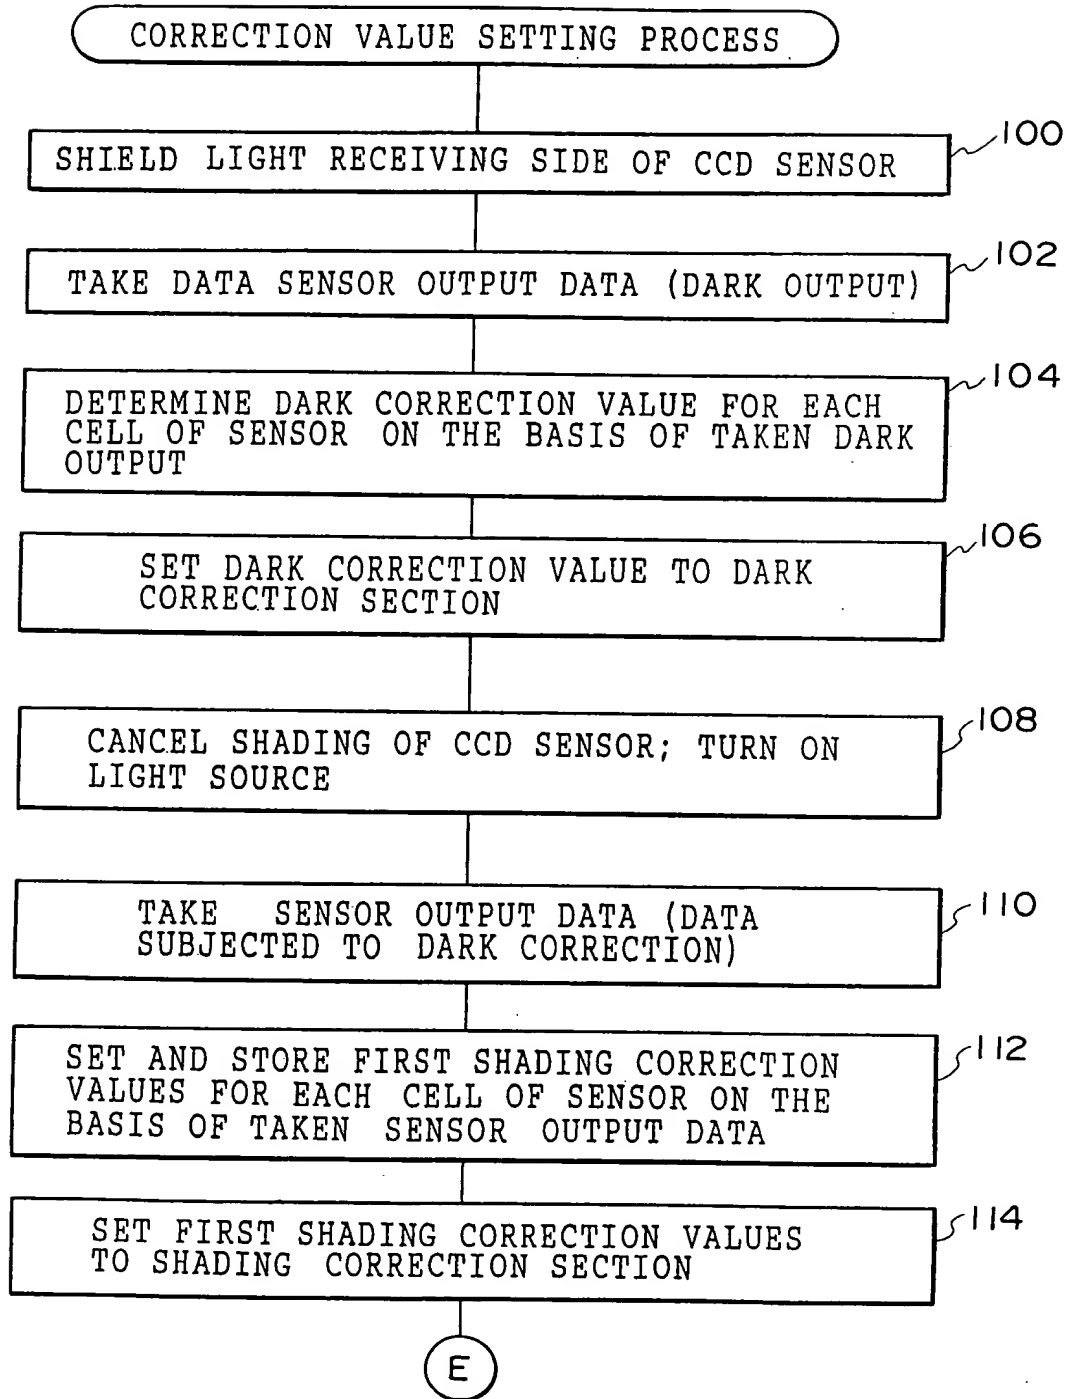 CORRECTION VALUE SETTING PROCESS
100
SHIELD LIGHT RECEIVING SIDE OF CCD SENSOR
102
TAKE DATA SENSOR OUTPUT DATA (DARK OUTPUT)
104
DETERMINE DARK CORRECTION VALUE FOR EACH
CELL OF SENSOR ON THE BASIS OF TAKEN DARK
OUTPUT
106
SET DARK CORRECTION VALUE TO DARK
CORRECTION SECTION
108
CANCEL SHADING OF CCD SENSOR; TURN ON
LIGHT SOURCE
110
TAKE SENSOR OUTPUT DATA (DATA
SUBJECTED TO DARK CORRECTION)
112
SET AND STORE FIRST SHADING CORRECTION
VALUES FOR EACH CELL OF SENSOR ON THE
BASIS OF TAKEN SENSOR OUTPUT DATA
114
SET FIRST SHADING CORRECTION VALUES
TO SHADING CORRECTION SECTION
E